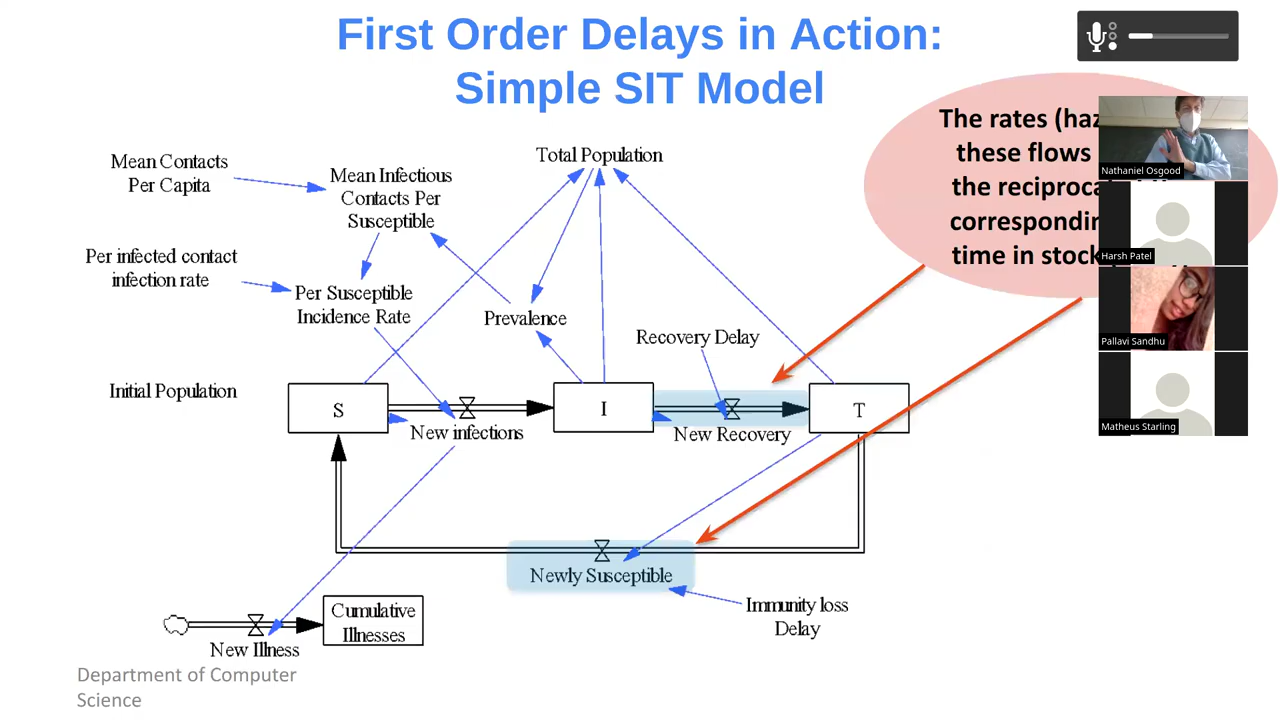 First Order Delays in Action:
Simple SIT Model
The rates
these flows
the
time in stock
Nathaniel Osgood
Harsh Patel
Pallavi Sandhu
Matheus Starling
Mean Contacts
Per Capita
Mean Infectious
Contacts Per
Susceptible
Total Population
Per infected contact
infection rate
Per Susceptible
Incidence Rate
Prevalence
Recovery Delay
Initial Population
S
I
T
New infections
New Recovery
Newly Susceptible
Immunity loss
Delay
Cumulative
Illnesses
New Illness
Department of Computer
Science